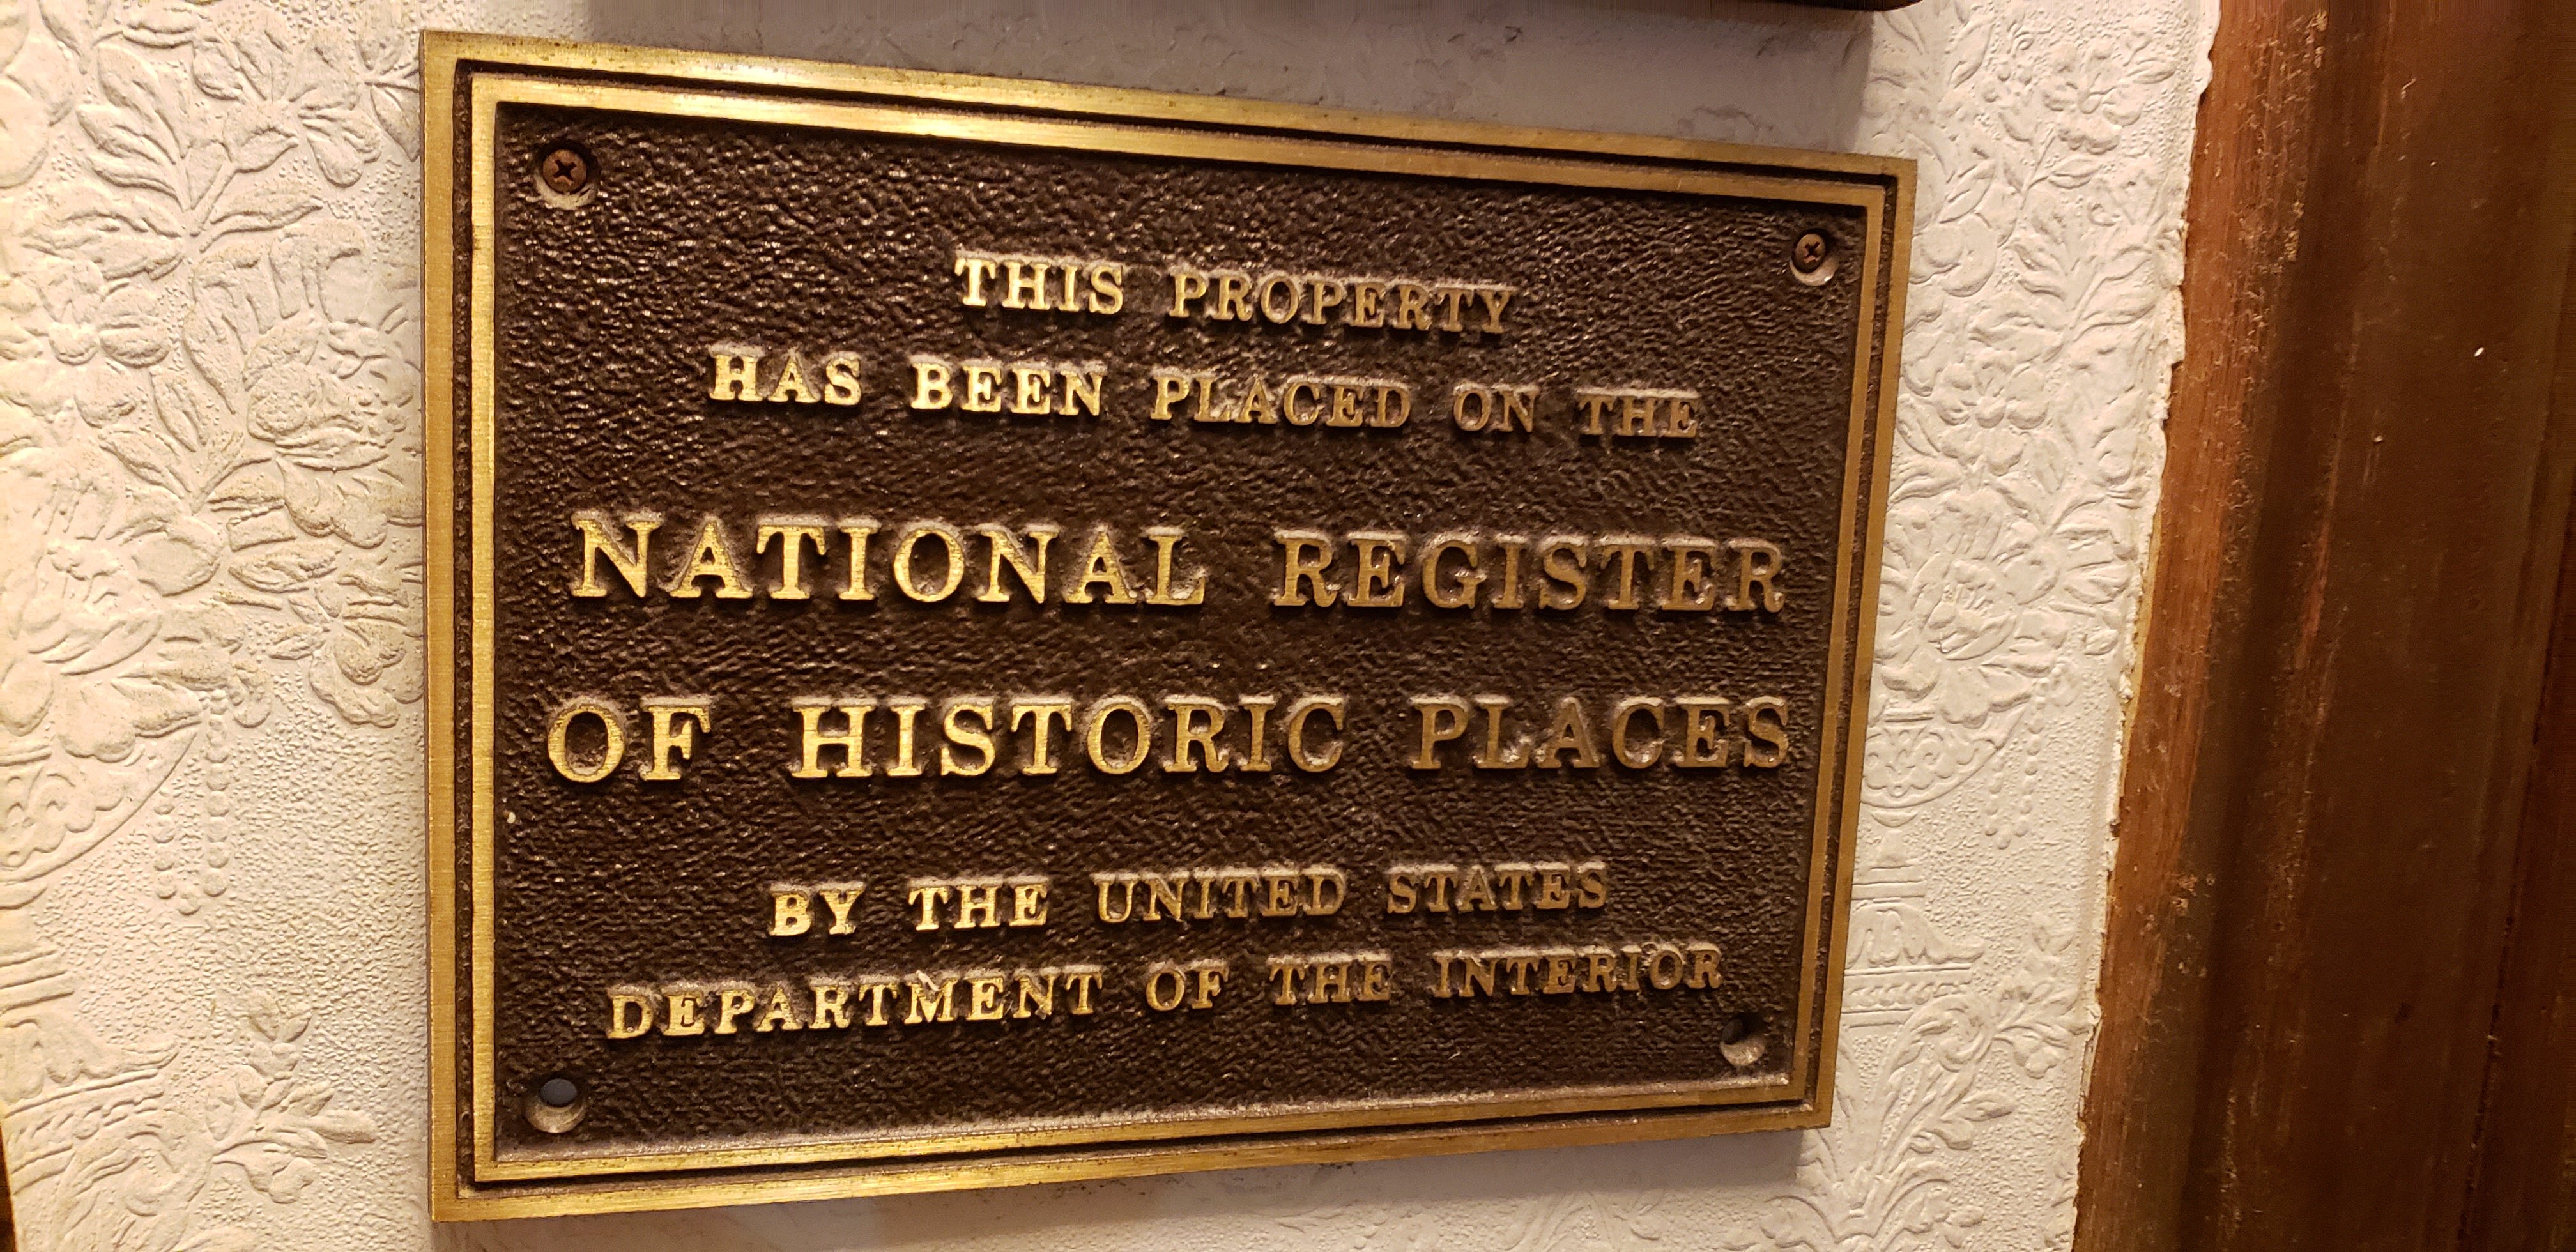 THIS PROPERTY
HAS BEEN PLACED ON THE
NATIONAL REGISTER
OF HISTORIC PLACES
BY THE UNITED STATES
DEPARTMENT OF THE INTERIOR